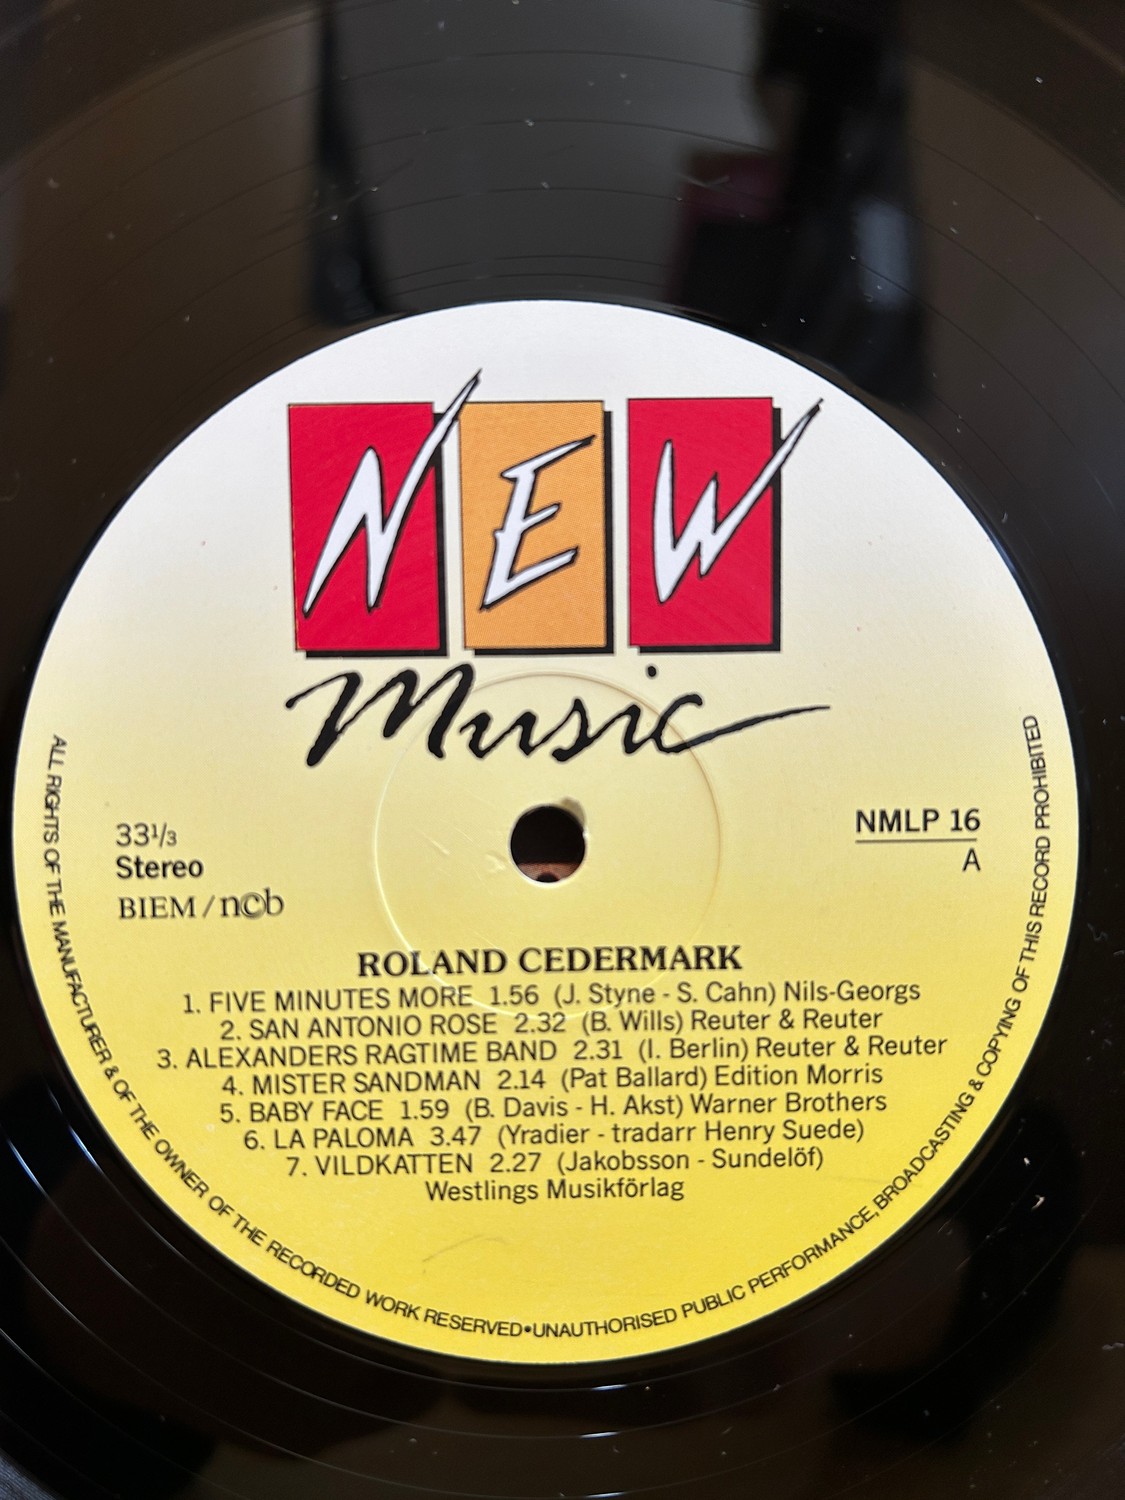 NEW
Music
33 1/3
Stereo
BIEM / n©b
NMLP 16
A
ROLAND CEDERMARK
1. FIVE MINUTES MORE 1.56 (J. Styne - S. Cahn) Nils-Georgs
2. SAN ANTONIO ROSE 2.32 (B. Wills) Reuter & Reuter
3. ALEXANDERS RAGTIME BAND 2.31 (I. Berlin) Reuter & Reuter
4. MISTER SANDMAN 2.14 (Pat Ballard) Edition Morris
5. BABY FACE 1.59 (B. Davis - H. Akst) Warner Brothers
6. LA PALOMA 3.47 (Yradier - tradarr Henry Suede)
7. VILDKATTEN 2.27 (Jakobsson - Sundelöf)
Westlings Musikförlag
ALL RIGHTS OF THE MANUFACTURER & OF THE OWNER OF THE RECORDED WORK RESERVED•UNAUTHORISED PUBLIC PERFORMANCE, BROADCASTING & COPYING OF THIS RECORD PROHIBITED